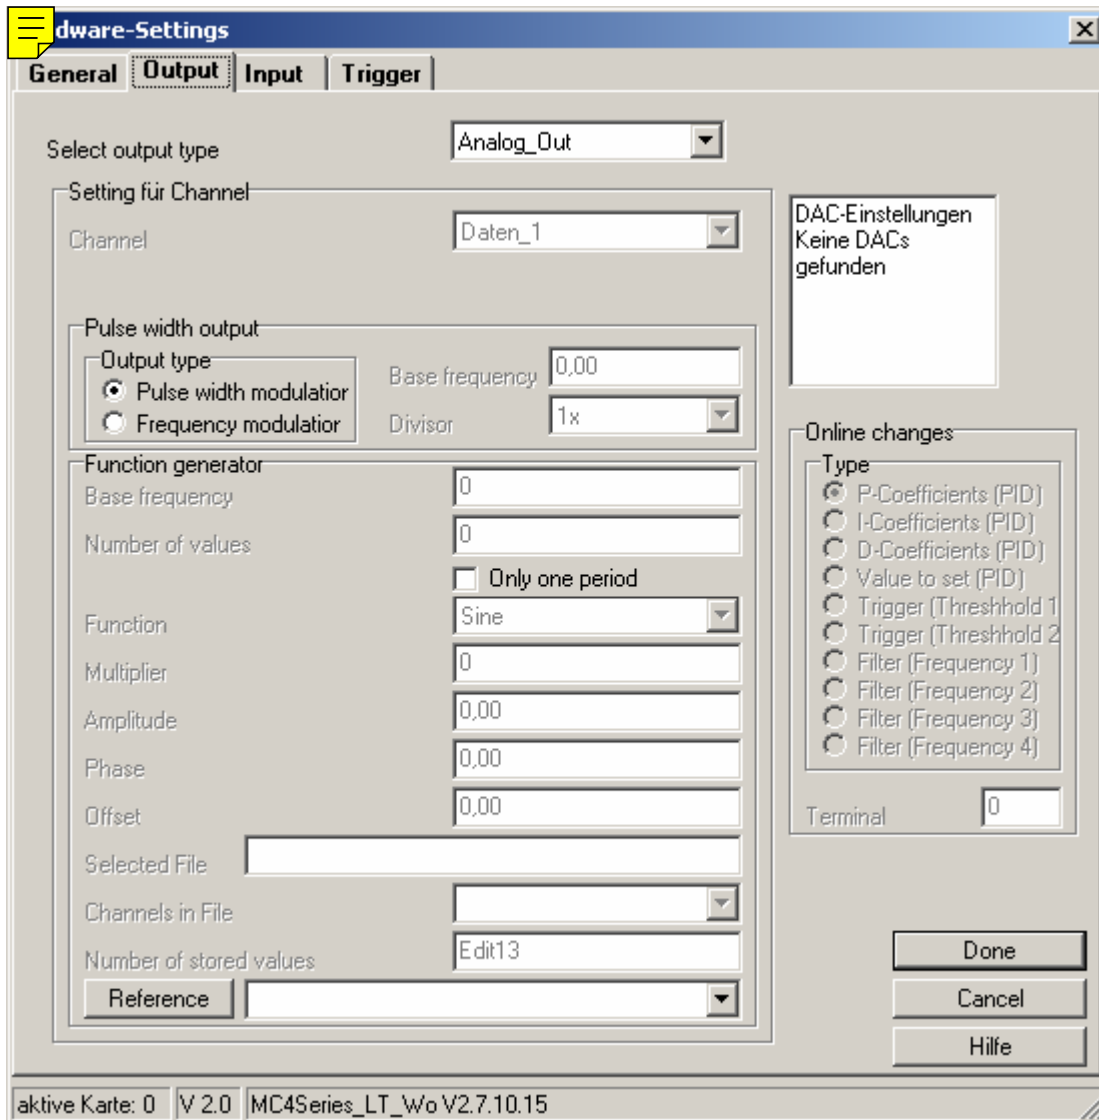 dware-Settings
General Output Input Trigger
Select output type Analog_Out
Setting für Channel
Channel Daten_1
DAC-Einstellungen
Keine DACs
gefunden
Pulse width output
Output type
Pulse width modulatior
Frequency modulatior
Base frequency 0,00
Divisor 1x
Function generator
Base frequency 0
Number of values 0
Only one period
Function Sine
Multiplier 0
Amplitude 0,00
Phase 0,00
Offset 0,00
Selected File
Channels in File
Number of stored values Edit13
Reference
Online changes
Type
P-Coefficients (PID)
I-Coefficients (PID)
D-Coefficients (PID)
Value to set (PID)
Trigger (Threshhold 1
Trigger (Threshhold 2
Filter (Frequency 1)
Filter (Frequency 2)
Filter (Frequency 3)
Filter (Frequency 4)
Terminal 0
Done
Cancel
Hilfe
aktive Karte: 0 V 2.0 MC4Series_LT_Wo V2.7.10.15